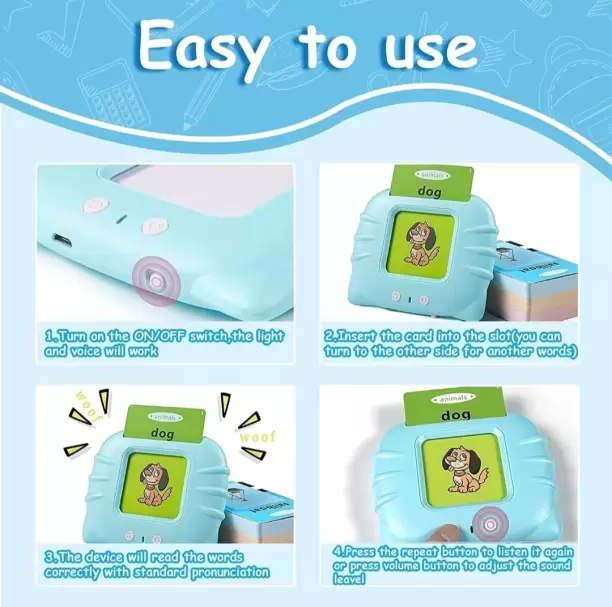 Easy to use
animals
dog
1.Turn on the ON/OFF switch,the light
and voice will work
2.Insert the card into the slot(you can
turn to the other side for another words)
woof
woof
animals
dog
3.The device will read the words
correctly with standard pronunciation
animals
dog
4.Press the repeat button to listen it again
or press volume button to adjust the sound
leavel